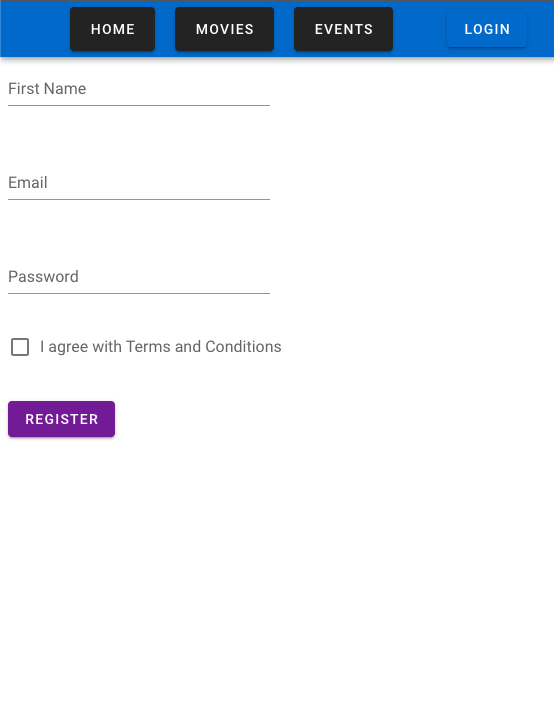 HOME MOVIES EVENTS LOGIN
First Name
Email
Password
I agree with Terms and Conditions
REGISTER